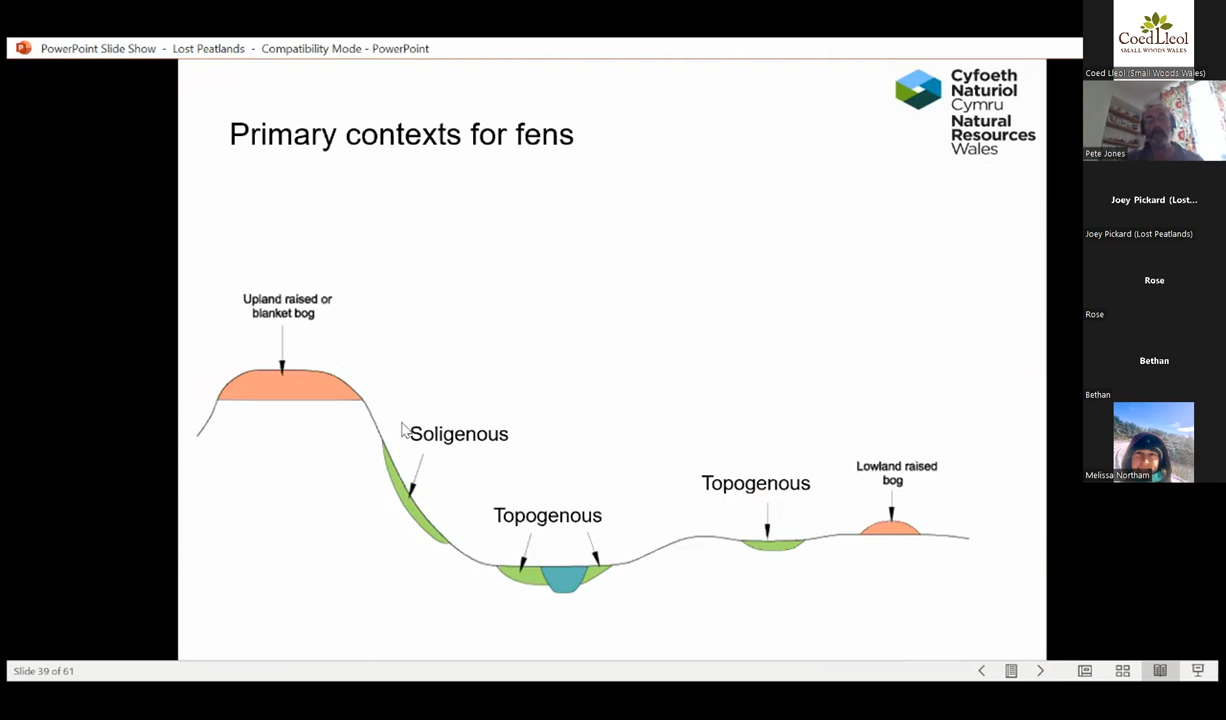 PowerPoint Slide Show - Lost Peatlands - Compatibility Mode - PowerPoint
Primary contexts for fens
Cyfoeth
Naturiol
Cymru
Natural
Resources
Wales
Upland raised or
blanket bog
Soligenous
Topogenous
Topogenous
Lowland raised
bog
Slide 39 of 61
Coed Lleol
SMALL WOODS WALES
Coed Lleol (Small Woods Wales)
Pete Jones
Joey Pickard (Lost...
Joey Pickard (Lost Peatlands)
Rose
Rose
Bethan
Bethan
Melissa Northam